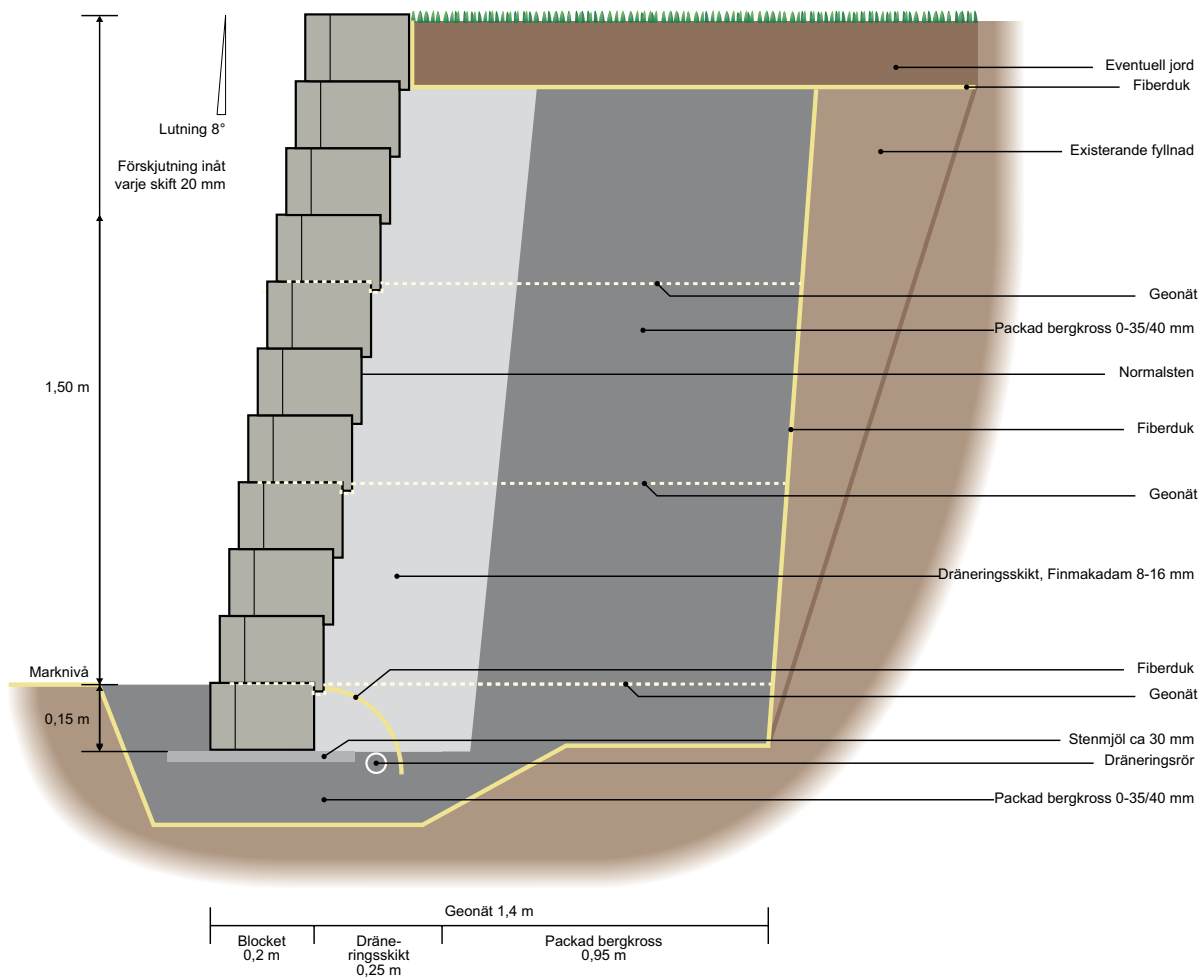 Eventuell jord
Fiberduk
Lutning 8°
Existerande fyllnad
Förskjutning inåt
varje skift 20 mm
Geonät
Packad bergkross 0-35/40 mm
Normalsten
1,50 m
Fiberduk
Geonät
Dräneringsskikt, Finmakadam 8-16 mm
Marknivå
Fiberduk
Geonät
0,15 m
Stenmjöl ca 30 mm
Dräneringsrör
Packad bergkross 0-35/40 mm
Geonät 1,4 m
Blocket
0,2 m
Dräne-
ringsskikt
0,25 m
Packad bergkross
0,95 m